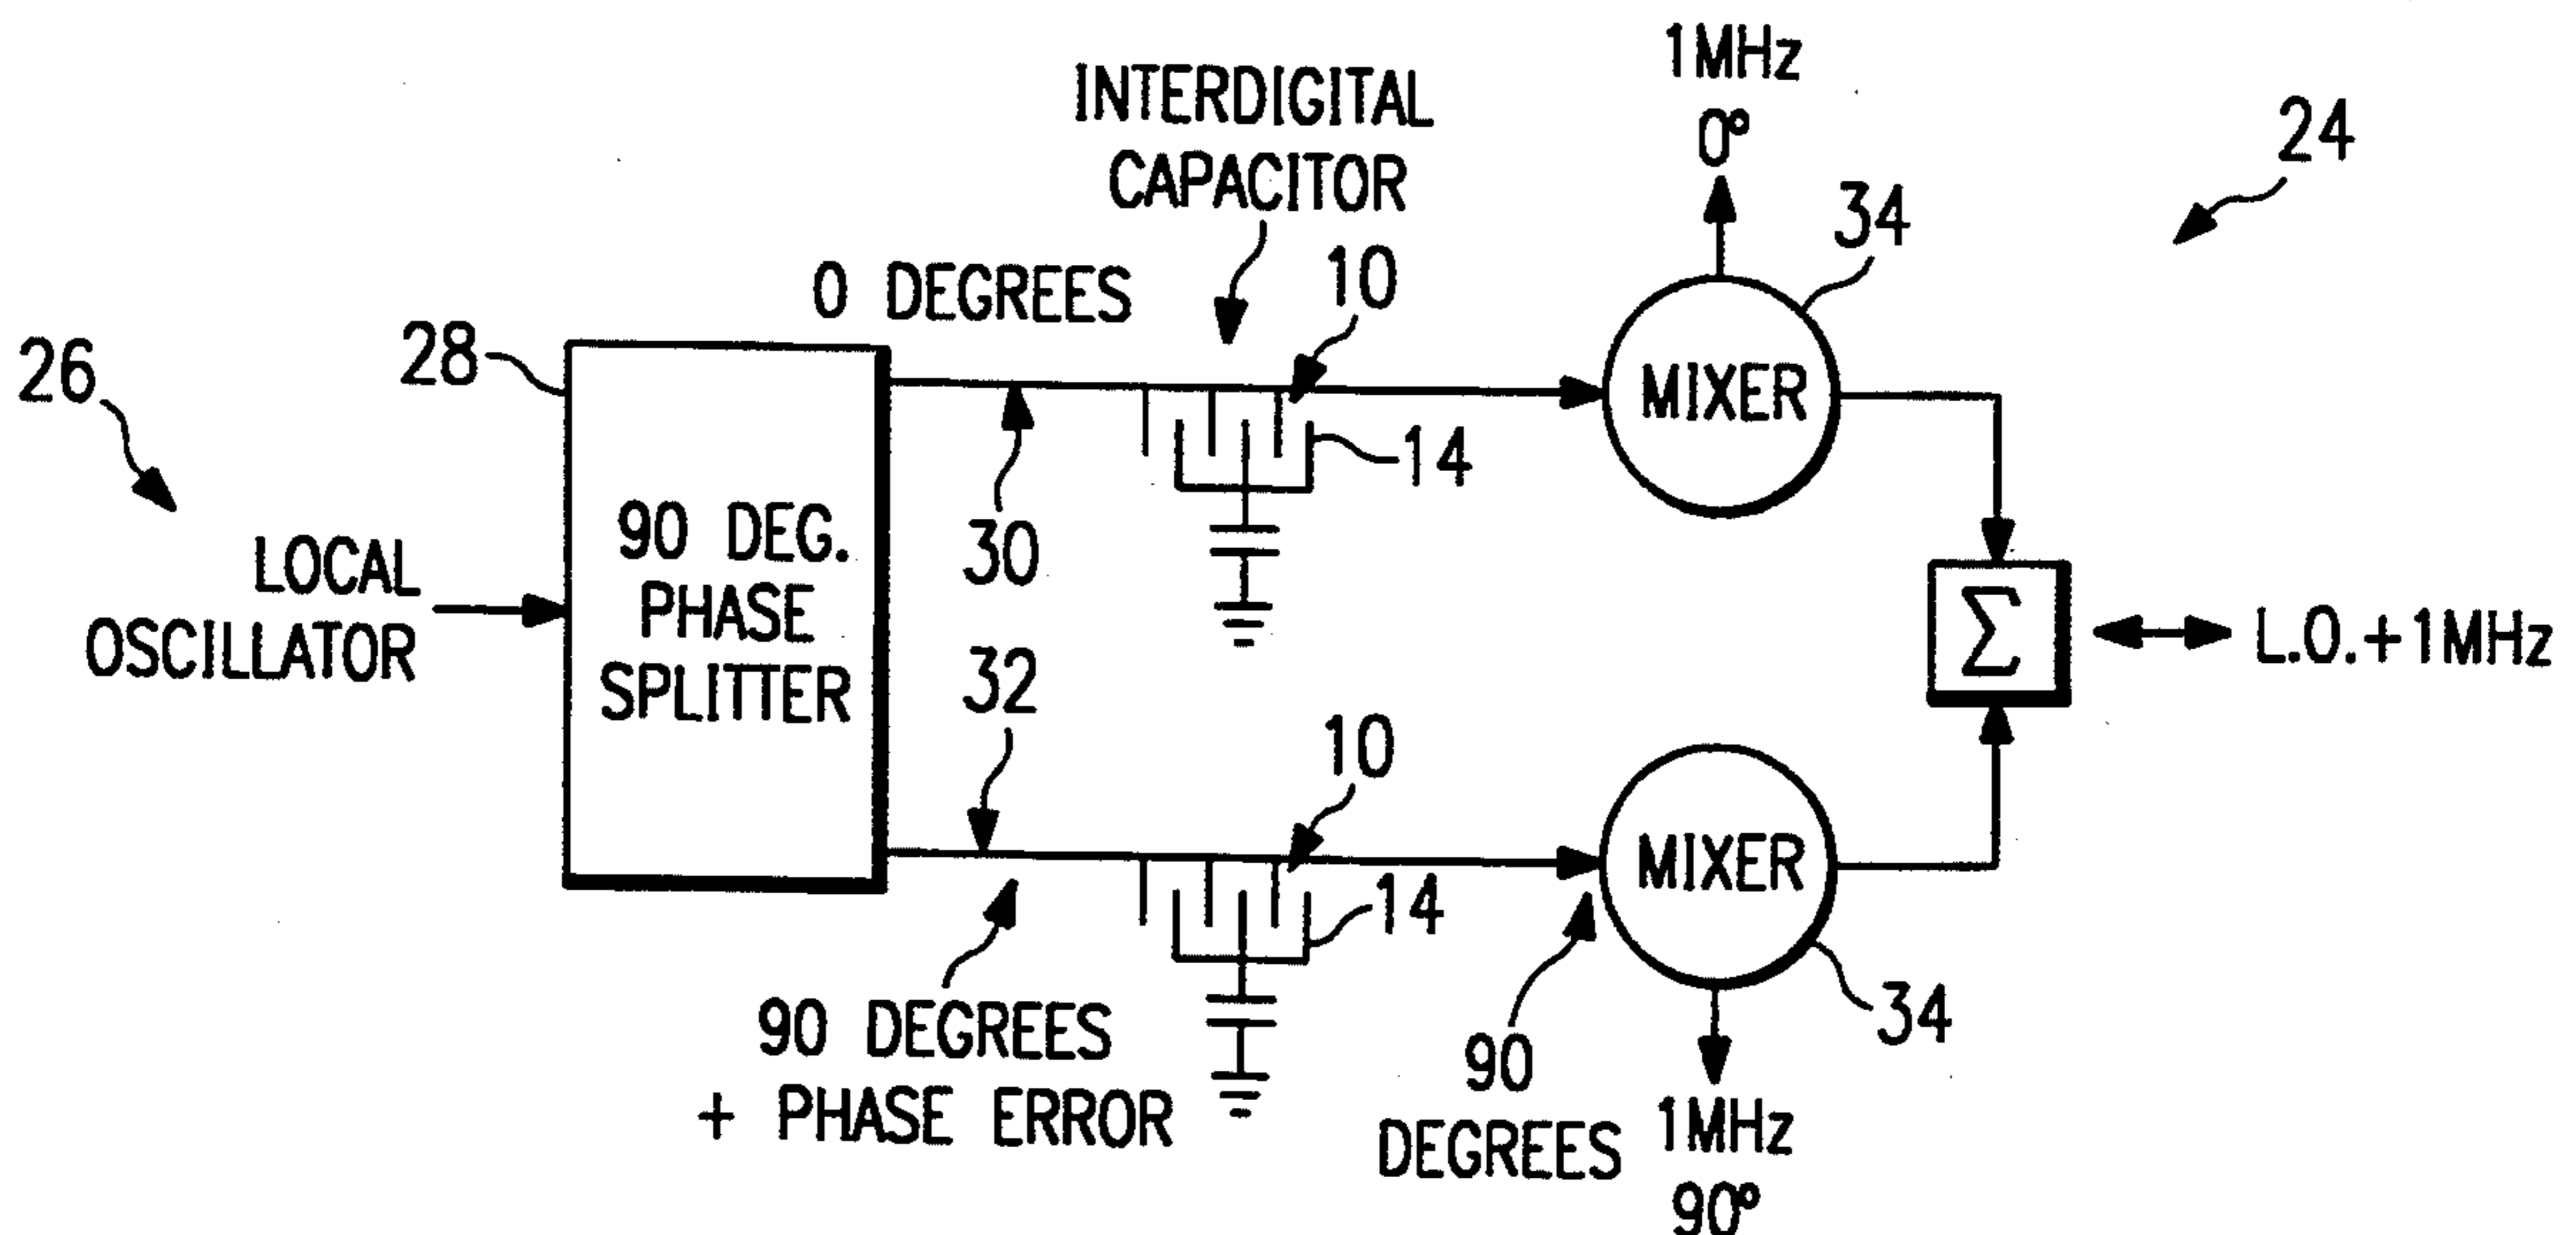 1MHz
0°
INTERDIGITAL
CAPACITOR
24
34
10
0 DEGREES
28
26
MIXER
14
90 DEG.
PHASE
SPLITTER
30
LOCAL
OSCILLATOR
Σ
L.O.+1MHz
32
10
MIXER
14
90 DEGREES
+ PHASE ERROR
34
90
DEGREES
1MHz
90°